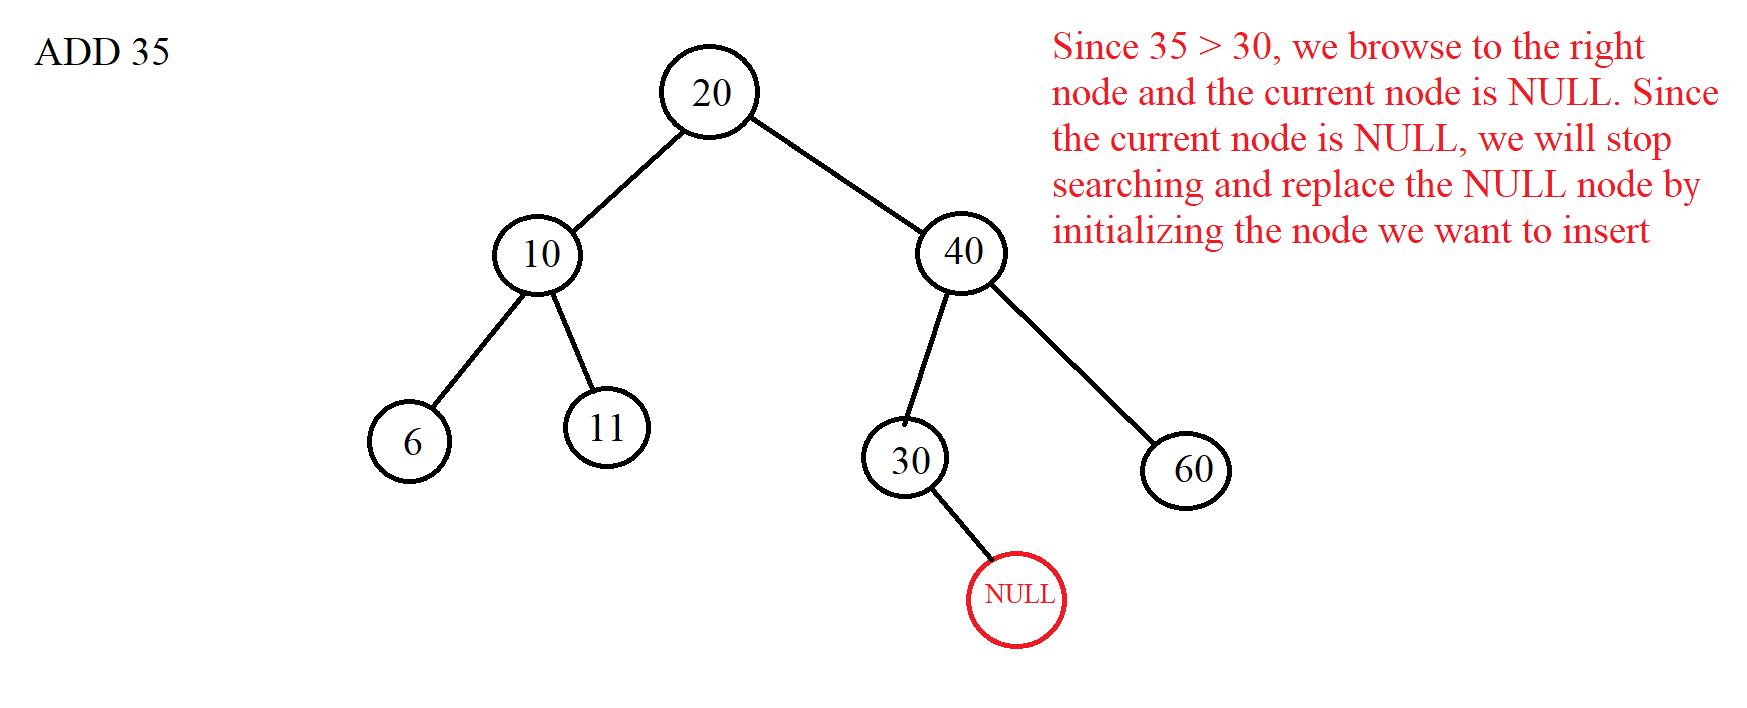 ADD 35
Since 35 > 30, we browse to the right
node and the current node is NULL. Since
the current node is NULL, we will stop
searching and replace the NULL node by
initializing the node we want to insert
20
10
40
6
11
30
60
NULL